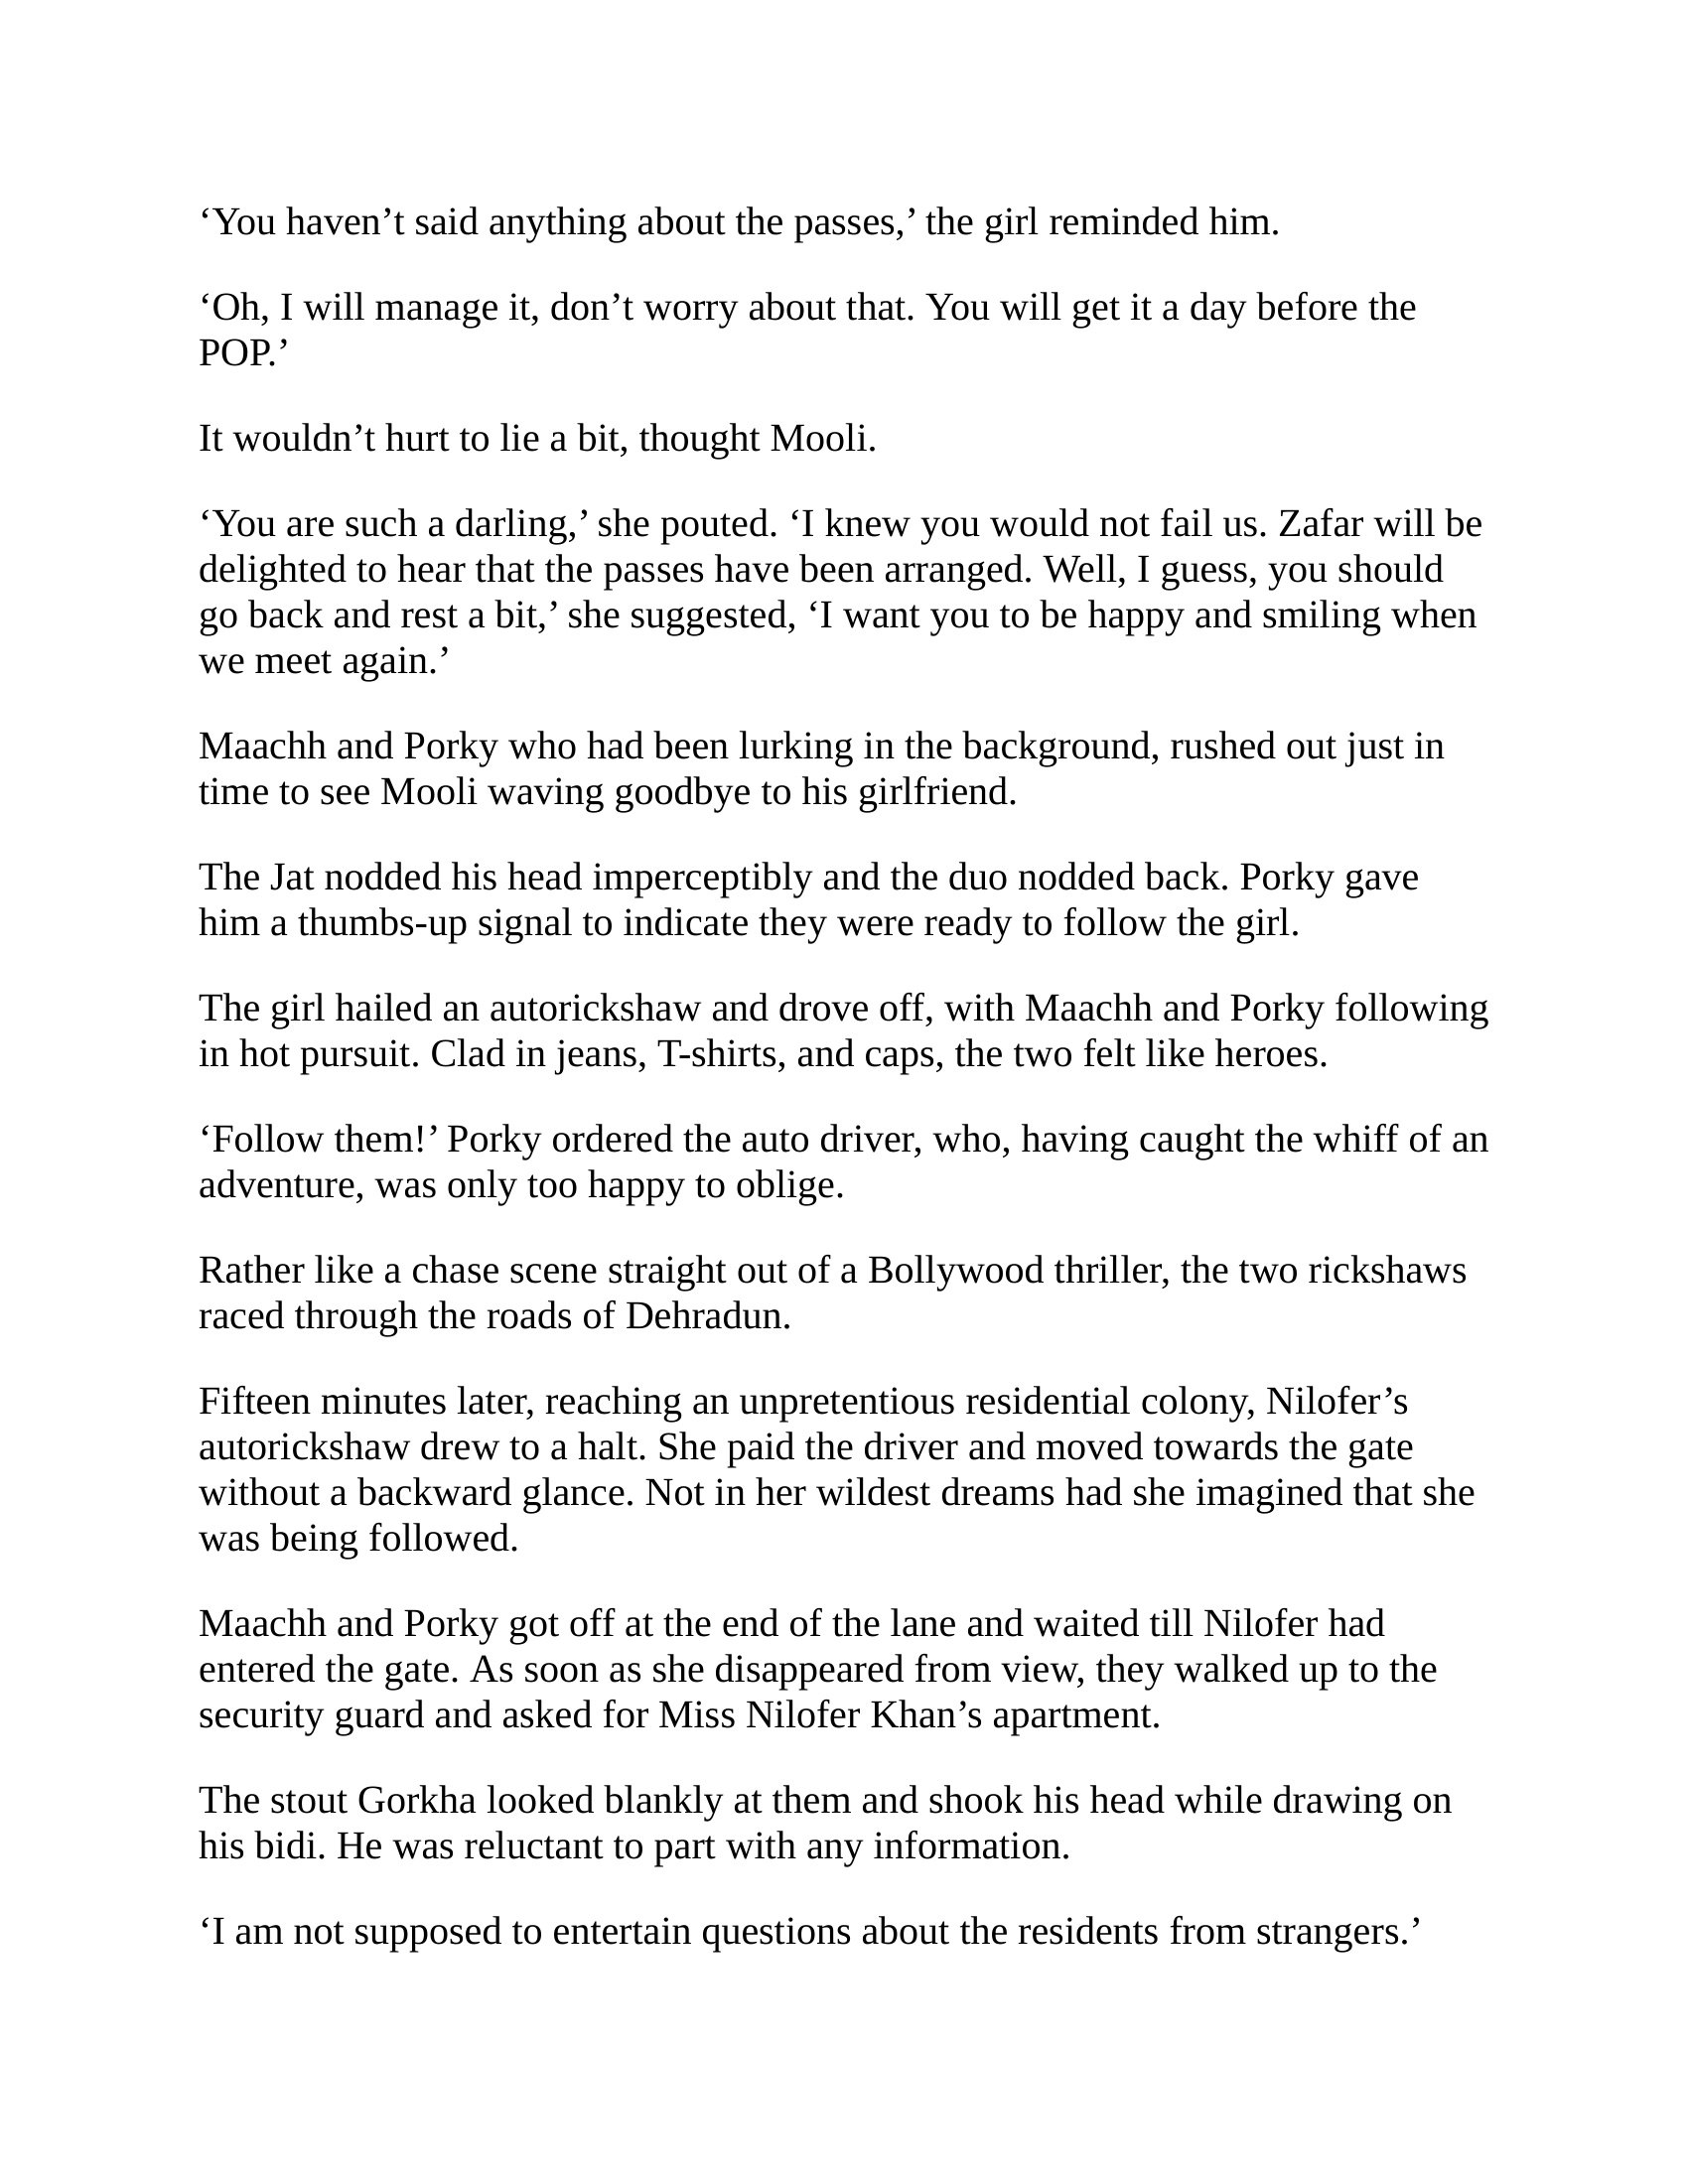 ‘You haven’t said anything about the passes,’ the girl reminded him.
‘Oh, I will manage it, don’t worry about that. You will get it a day before the
POP.’
It wouldn’t hurt to lie a bit, thought Mooli.
‘You are such a darling,’ she pouted. ‘I knew you would not fail us. Zafar will be
delighted to hear that the passes have been arranged. Well, I guess, you should
go back and rest a bit,’ she suggested, ‘I want you to be happy and smiling when
we meet again.’
Maachh and Porky who had been lurking in the background, rushed out just in
time to see Mooli waving goodbye to his girlfriend.
The Jat nodded his head imperceptibly and the duo nodded back. Porky gave
him a thumbs-up signal to indicate they were ready to follow the girl.
The girl hailed an autorickshaw and drove off, with Maachh and Porky following
in hot pursuit. Clad in jeans, T-shirts, and caps, the two felt like heroes.
‘Follow them!’ Porky ordered the auto driver, who, having caught the whiff of an
adventure, was only too happy to oblige.
Rather like a chase scene straight out of a Bollywood thriller, the two rickshaws
raced through the roads of Dehradun.
Fifteen minutes later, reaching an unpretentious residential colony, Nilofer’s
autorickshaw drew to a halt. She paid the driver and moved towards the gate
without a backward glance. Not in her wildest dreams had she imagined that she
was being followed.
Maachh and Porky got off at the end of the lane and waited till Nilofer had
entered the gate. As soon as she disappeared from view, they walked up to the
security guard and asked for Miss Nilofer Khan’s apartment.
The stout Gorkha looked blankly at them and shook his head while drawing on
his bidi. He was reluctant to part with any information.
‘I am not supposed to entertain questions about the residents from strangers.’